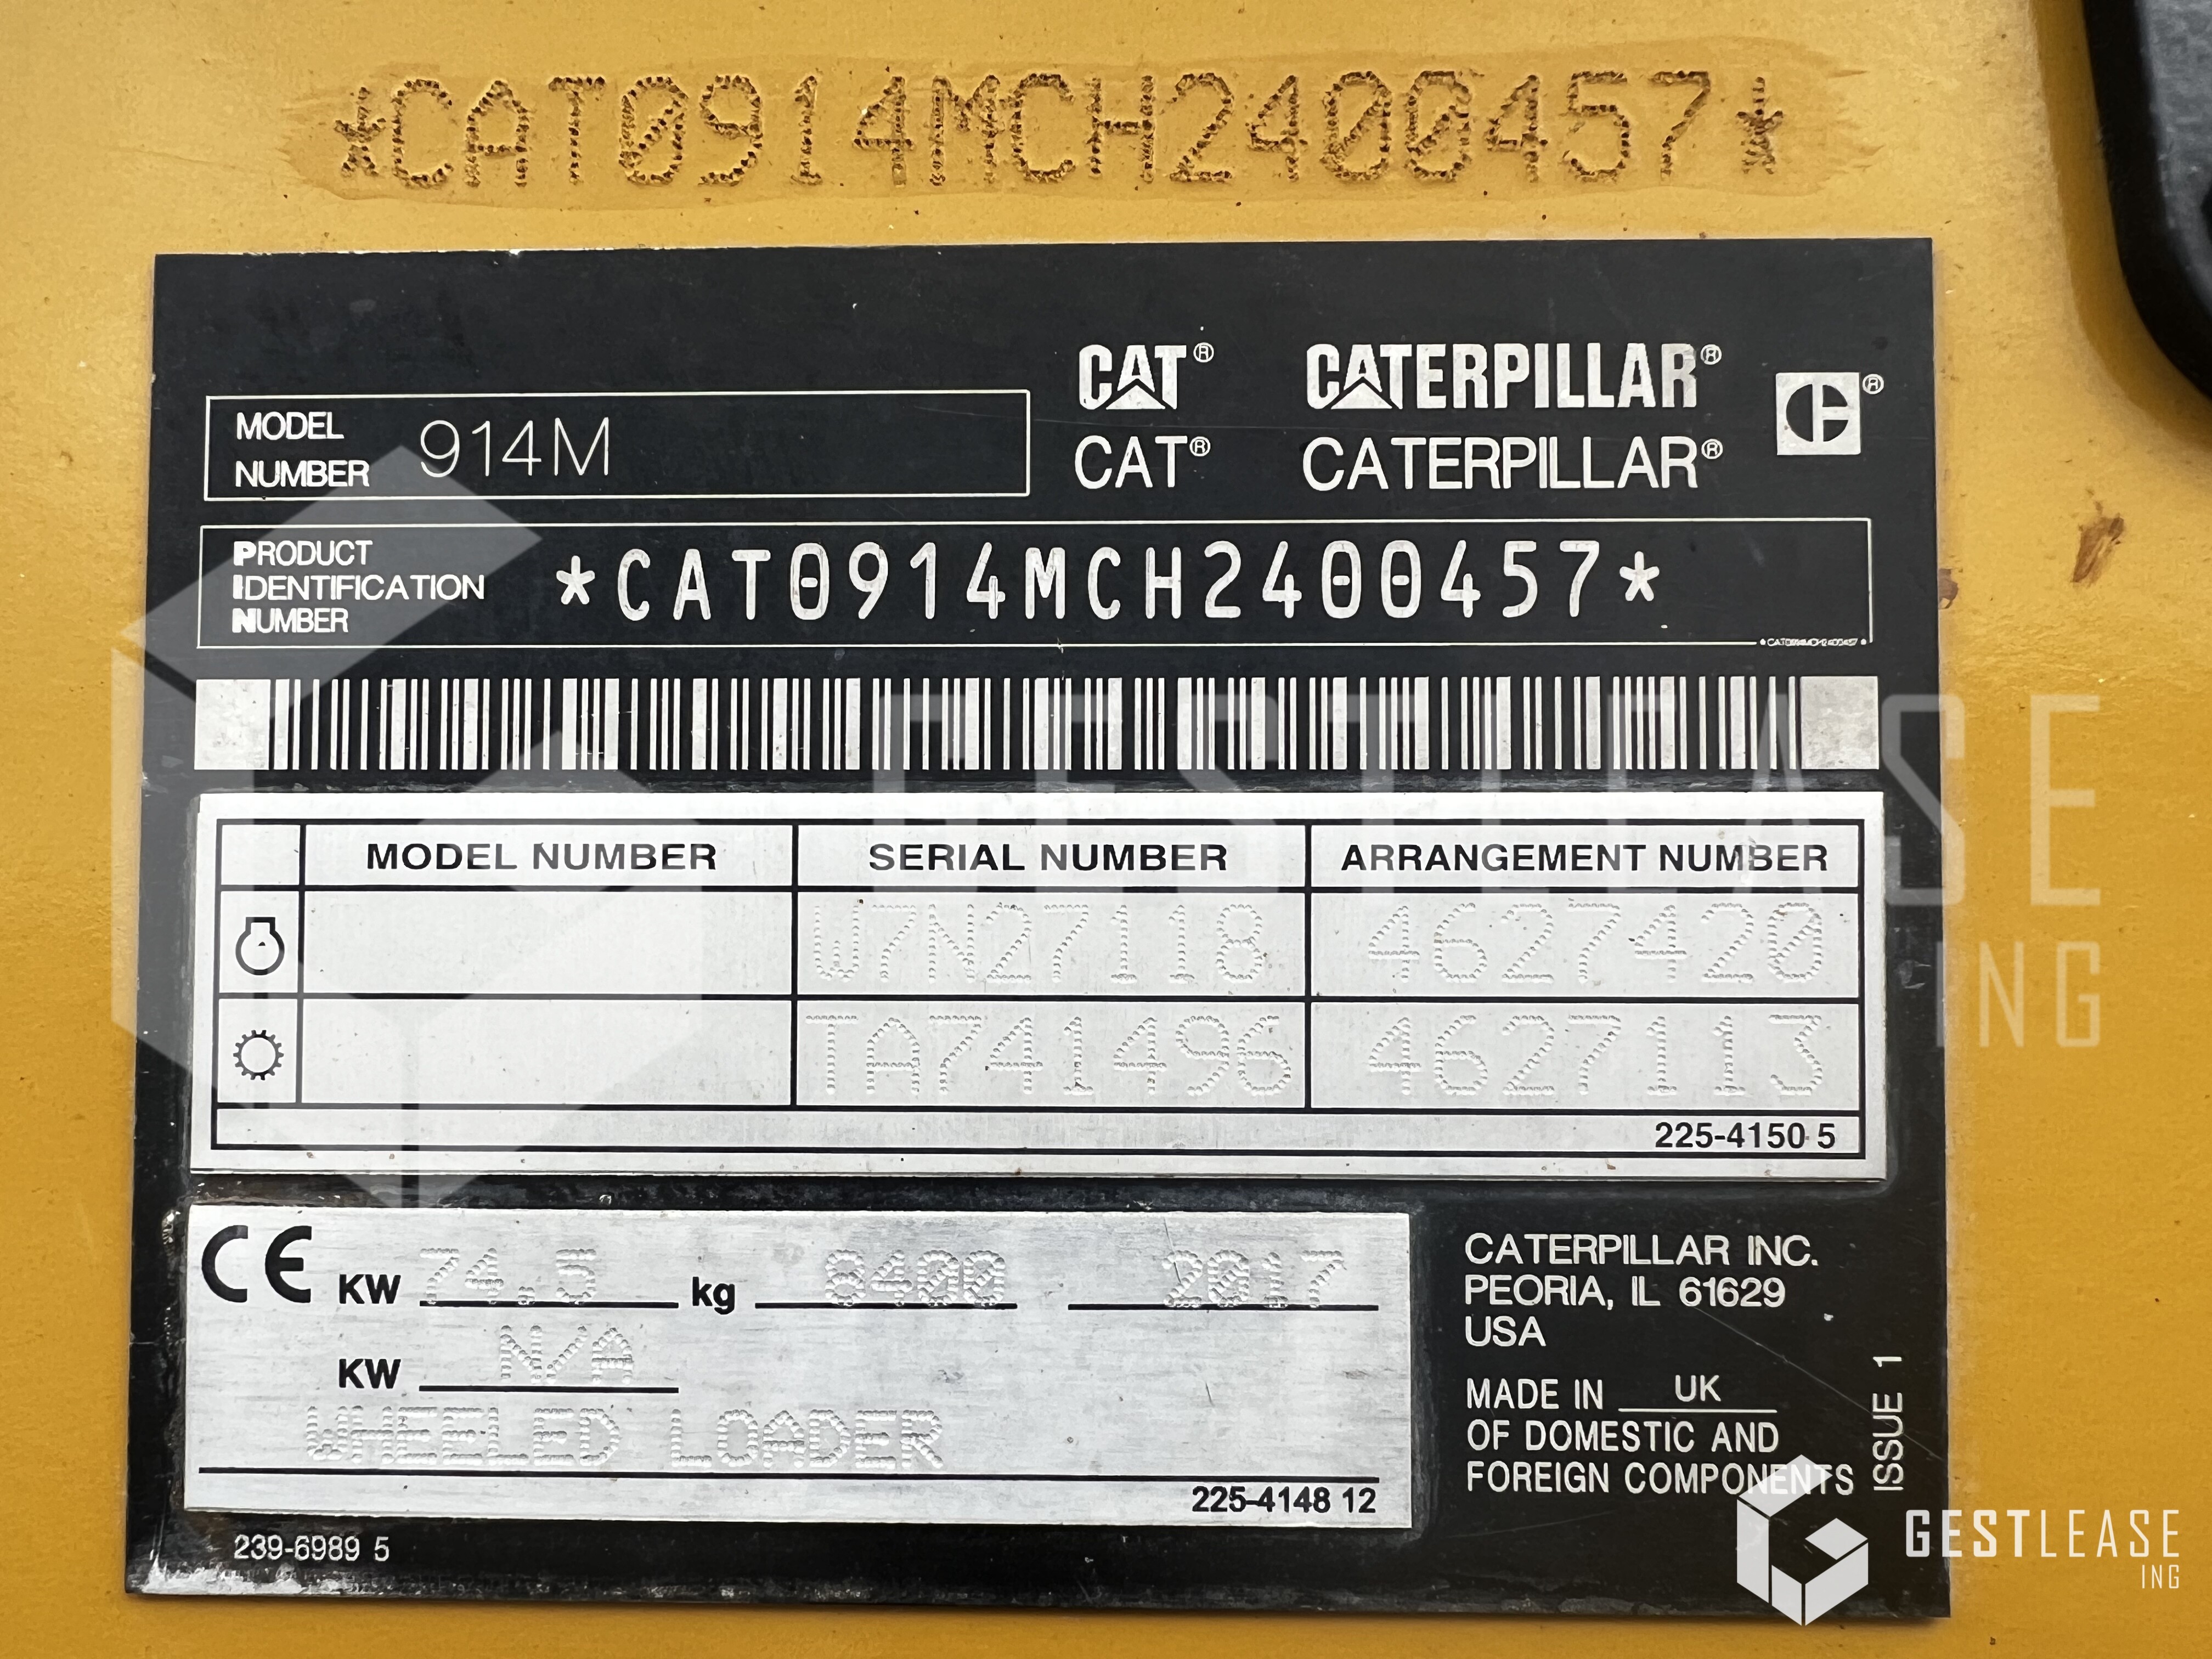 *CAT0914MCH2400457*
CAT® CATERPILLAR®
CAT® CATERPILLAR®
MODEL NUMBER 914M
PRODUCT IDENTIFICATION NUMBER *CAT0914MCH2400457*
*CAT0914MCH2400457*
MODEL NUMBER SERIAL NUMBER ARRANGEMENT NUMBER
W7N27118 4627420
TA741496 4627113
225-4150 5
CE KW 74.5 kg 8400 2017
KW N/A
WHEELED LOADER
225-4148 12
239-6989 5
CATERPILLAR INC.
PEORIA, IL 61629
USA
MADE IN UK
OF DOMESTIC AND
FOREIGN COMPONENTS
ISSUE 1
GESTLEASE
ING
GESTLEASE
ING